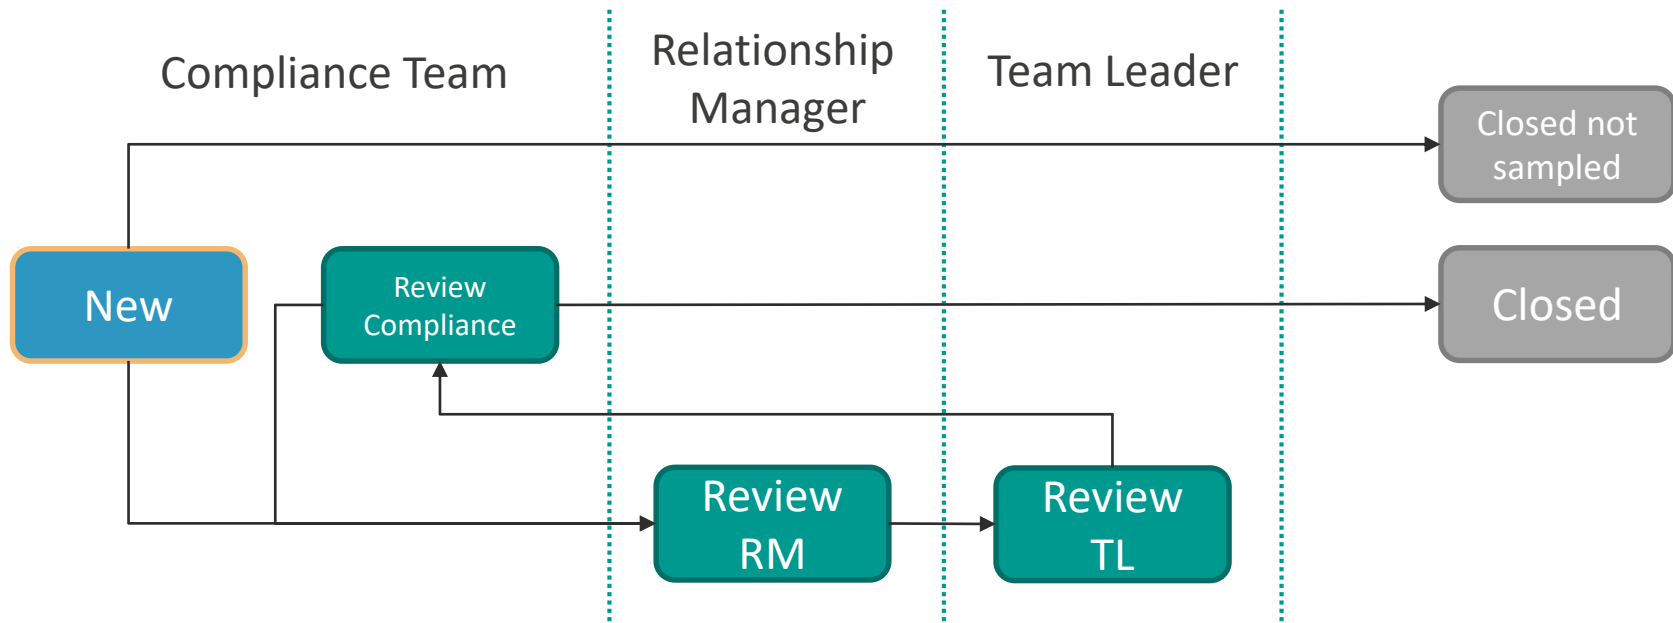 Compliance Team
Relationship
Manager
Team Leader
Closed not
sampled
New
Review
Compliance
Closed
Review
RM
Review
TL